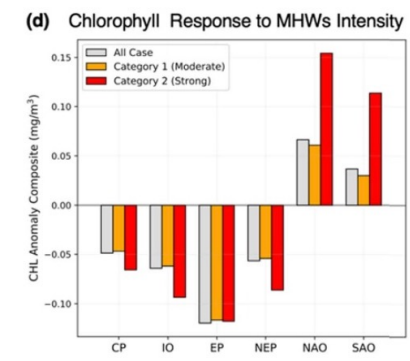 (d) Chlorophyll Response to MHWs Intensity
All Case
Category 1 (Moderate)
Category 2 (Strong)
CHL Anomaly Composite (mg/m³)
0.15
0.10
0.05
0.00
−0.05
−0.10
CP IO EP NEP NAO SAO